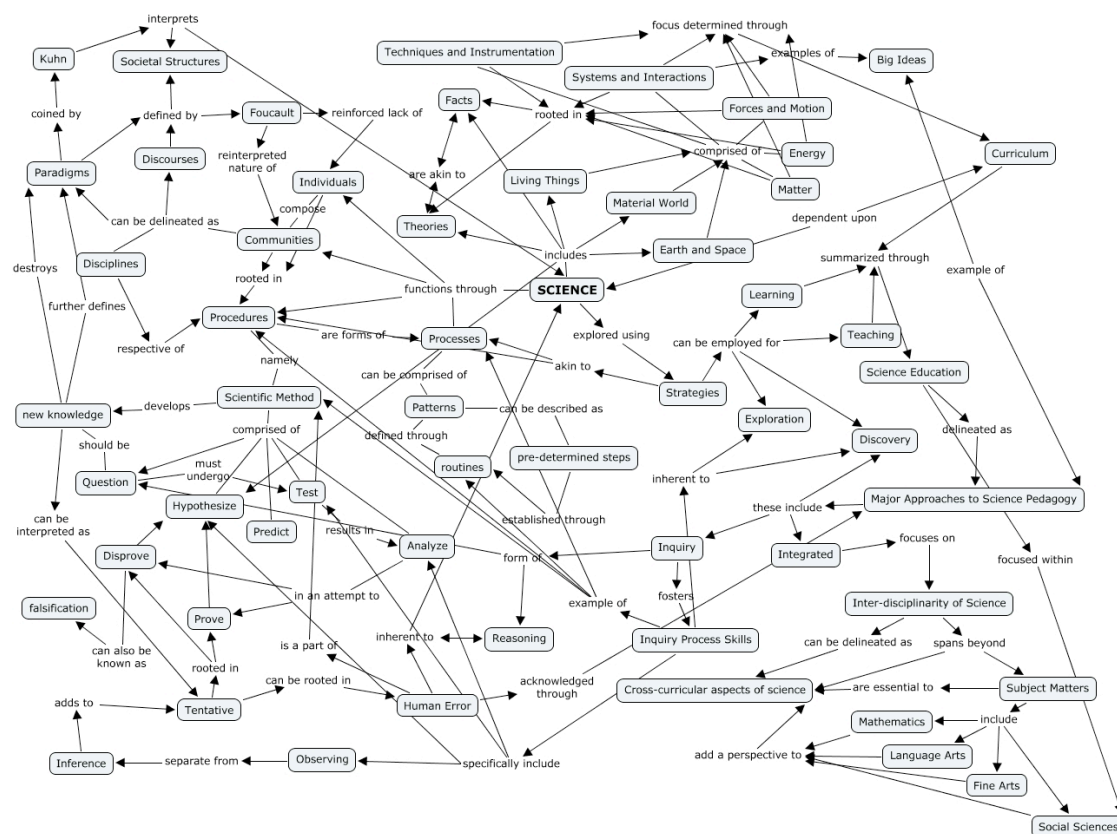 interprets
focus determined through
Kuhn
Societal Structures
Techniques and Instrumentation
examples of
Big Ideas
Systems and Interactions
Facts
coined by
defined by
Foucault
reinforced lack of
rooted in
Forces and Motion
Discourses
reinterpreted
nature of
comprised of
Energy
Curriculum
Paradigms
are akin to
Individuals
Living Things
Matter
compose
Material World
can be delineated as
Theories
dependent upon
Communities
Earth and Space
Disciplines
includes
summarized through
destroys
rooted in
example of
functions through
SCIENCE
Learning
further defines
Procedures
are forms of
Processes
explored using
Teaching
respective of
can be employed for
namely
akin to
Science Education
can be comprised of
Strategies
Scientific Method
new knowledge
develops
Patterns
can be described as
Exploration
delineated as
comprised of
defined through
Discovery
should be
pre-determined steps
must
undergo
routines
Question
Test
inherent to
Hypothesize
Major Approaches to Science Pedagogy
these include
can be
interpreted as
Predict
results in
established through
Analyze
Inquiry
Integrated
focuses on
Disprove
form of
focused within
in an attempt to
fosters
example of
Inter-disciplinarity of Science
falsification
Prove
is a part of
inherent to
Reasoning
Inquiry Process Skills
can be delineated as
spans beyond
can also be
known as
rooted in
can be rooted in
acknowledged
through
Cross-curricular aspects of science
are essential to
Subject Matters
adds to
Tentative
Human Error
Mathematics
include
Inference
separate from
Observing
specifically include
add a perspective to
Language Arts
Fine Arts
Social Sciences